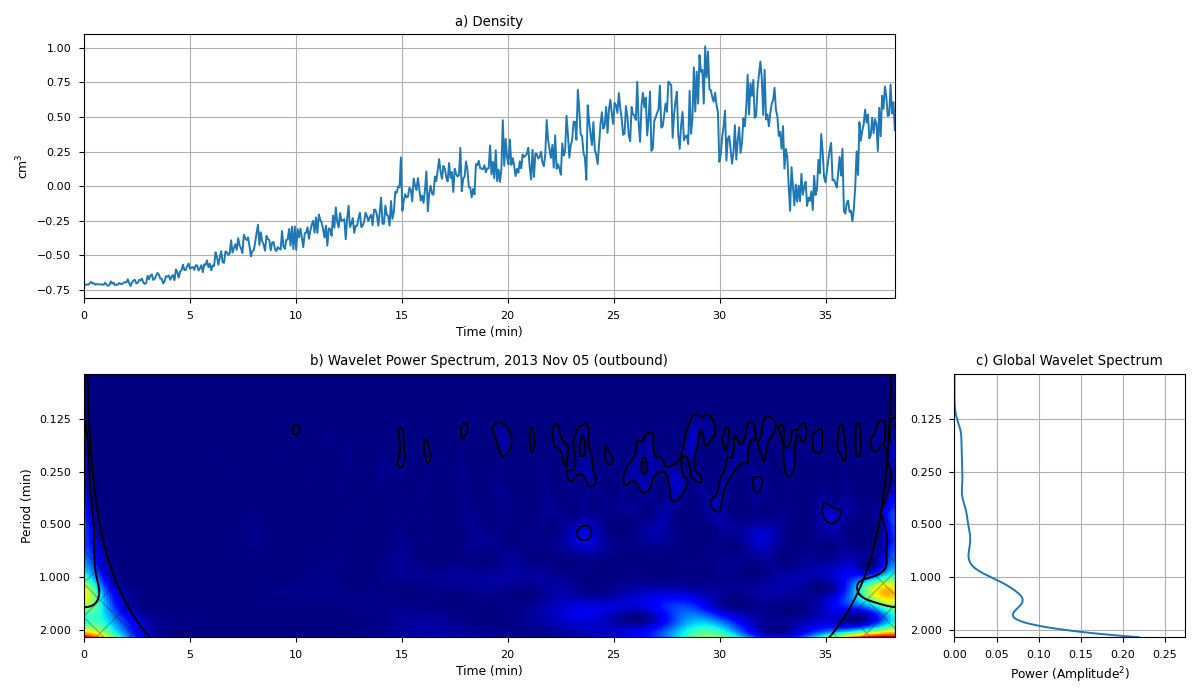 a) Density
1.00
0.75
0.50
0.25
0.00
−0.25
−0.50
−0.75
cm³
0 5 10 15 20 25 30 35
Time (min)
b) Wavelet Power Spectrum, 2013 Nov 05 (outbound)
0.125
0.250
0.500
1.000
2.000
Period (min)
0 5 10 15 20 25 30 35
Time (min)
c) Global Wavelet Spectrum
0.125
0.250
0.500
1.000
2.000
0.00 0.05 0.10 0.15 0.20 0.25
Power (Amplitude²)